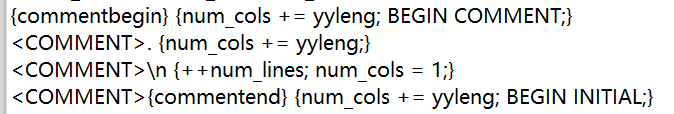 {commentbegin} {num_cols += yyleng; BEGIN COMMENT;}
<COMMENT>. {num_cols += yyleng;}
<COMMENT>\n {++num_lines; num_cols = 1;}
<COMMENT>{commentend} {num_cols += yyleng; BEGIN INITIAL;}